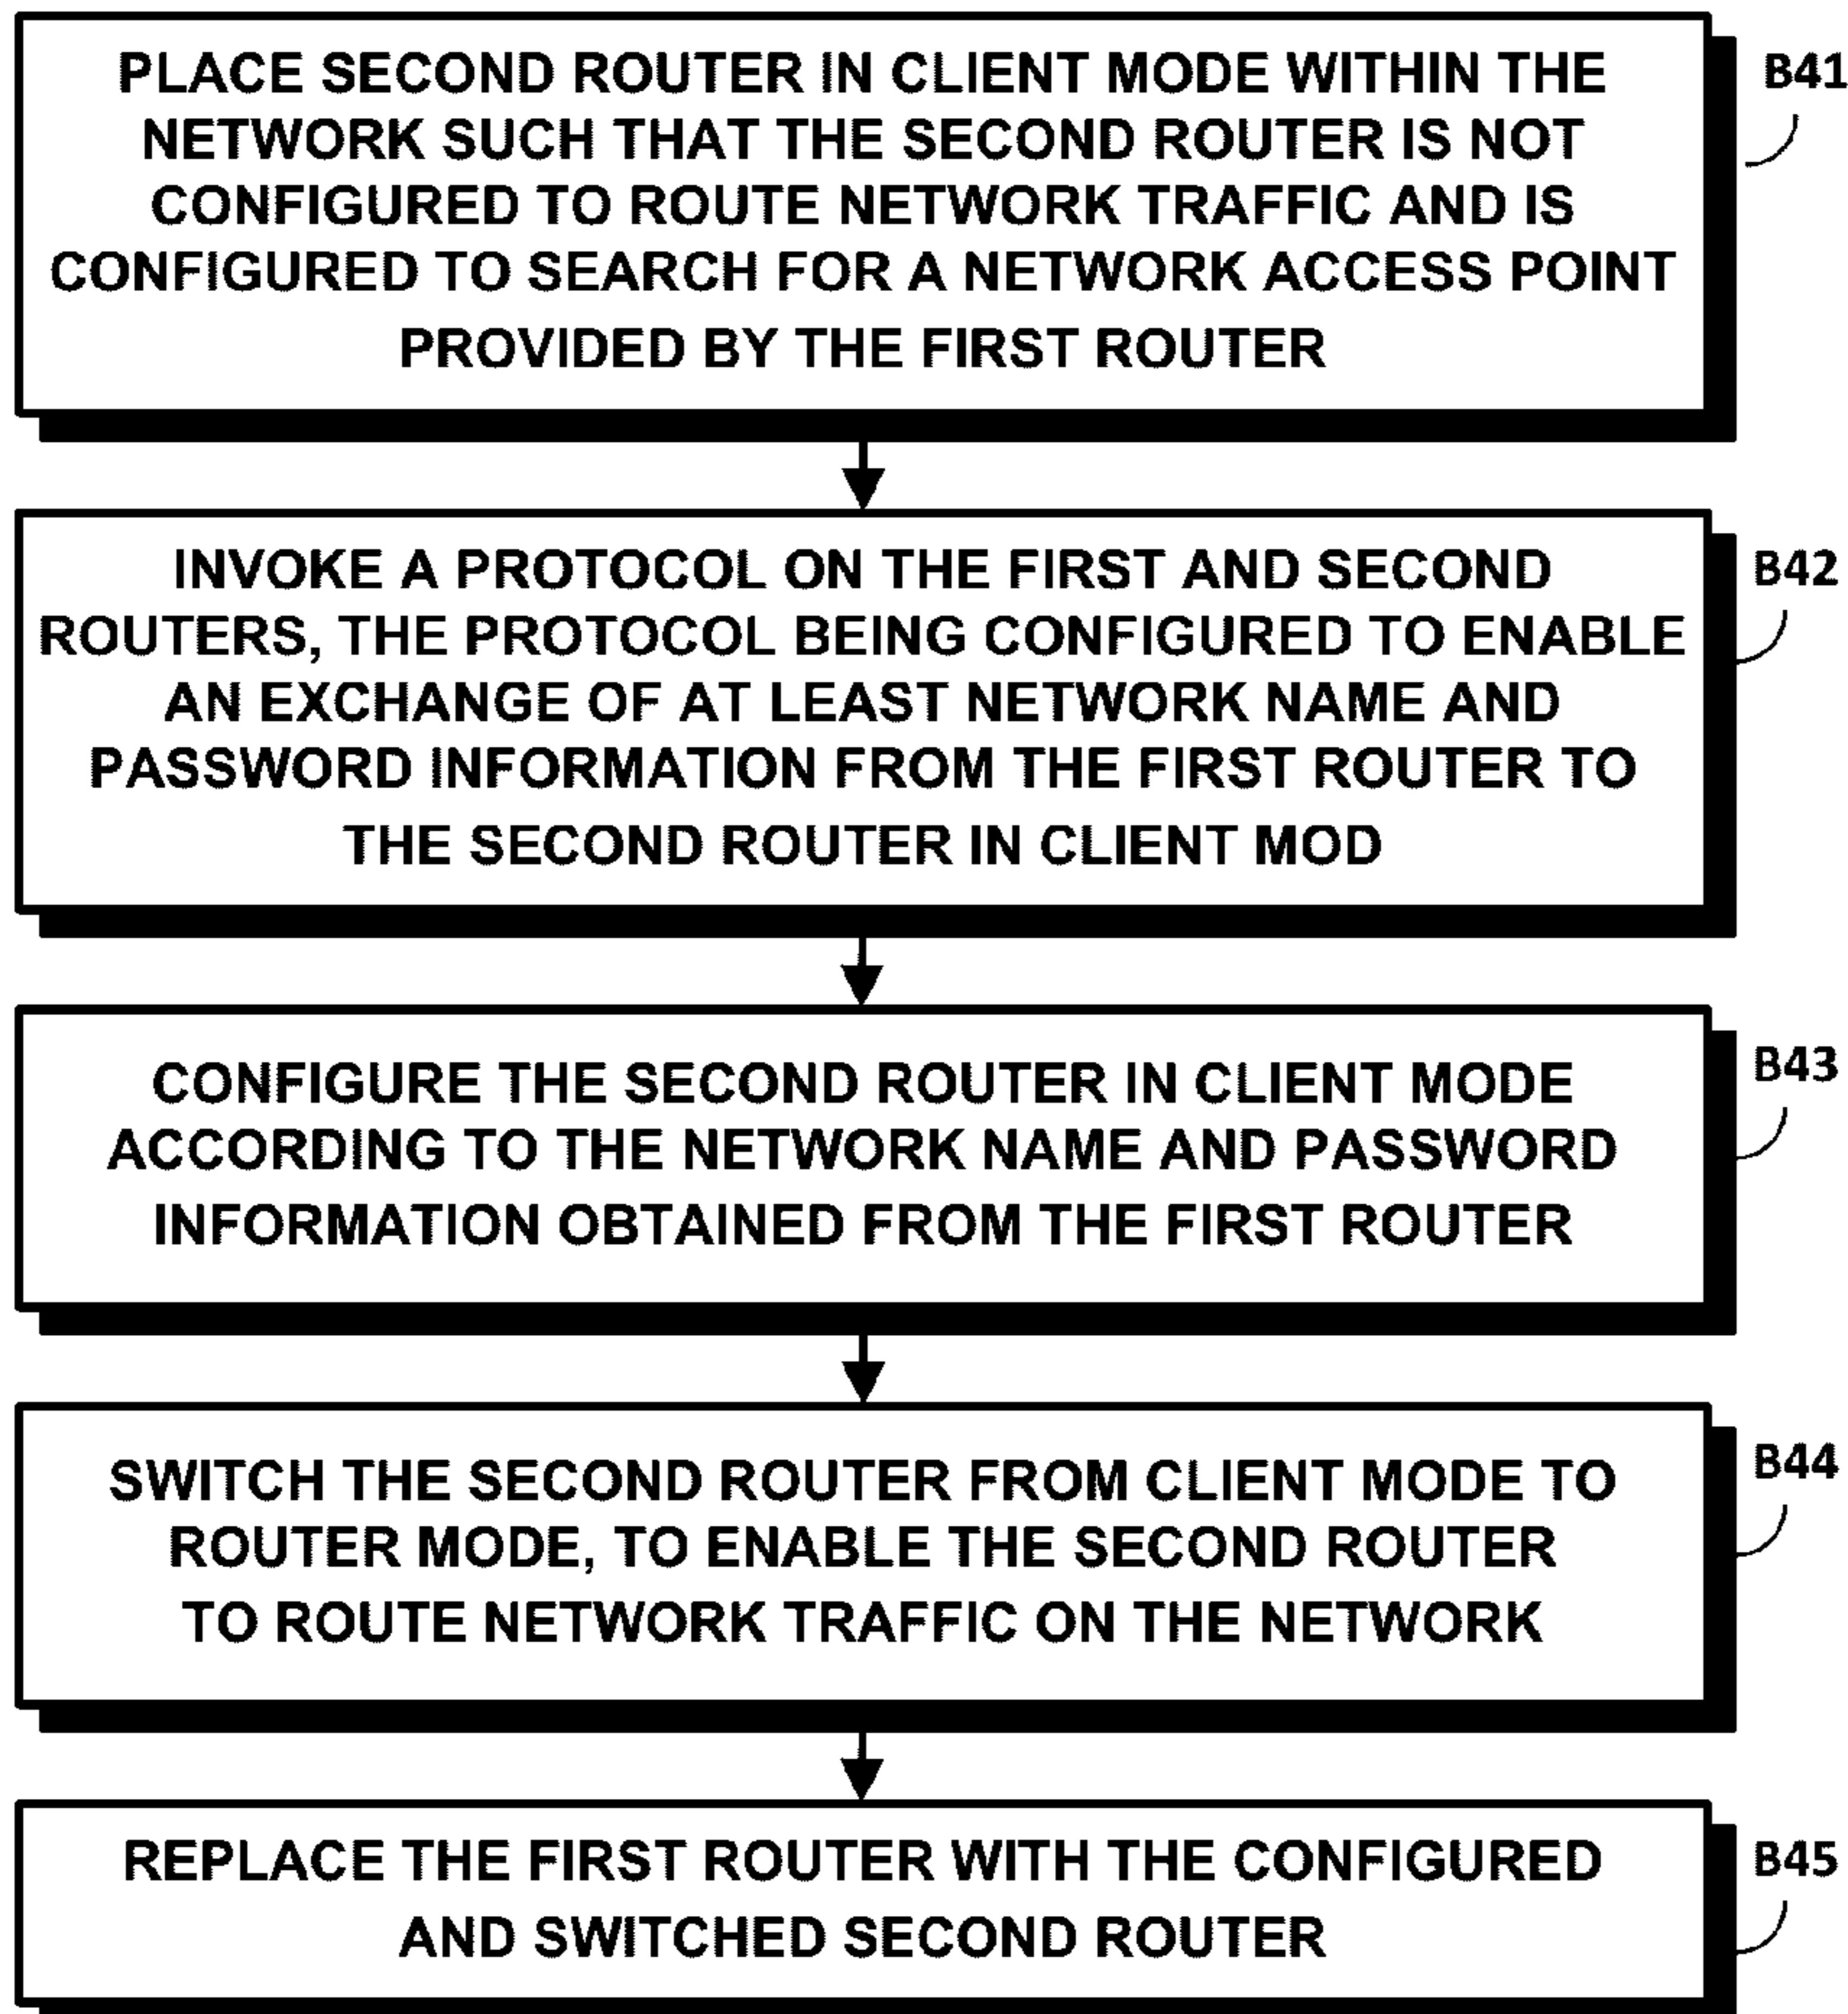 PLACE SECOND ROUTER IN CLIENT MODE WITHIN THE
NETWORK SUCH THAT THE SECOND ROUTER IS NOT
CONFIGURED TO ROUTE NETWORK TRAFFIC AND IS
CONFIGURED TO SEARCH FOR A NETWORK ACCESS POINT
PROVIDED BY THE FIRST ROUTER
B41
INVOKE A PROTOCOL ON THE FIRST AND SECOND
ROUTERS, THE PROTOCOL BEING CONFIGURED TO ENABLE
AN EXCHANGE OF AT LEAST NETWORK NAME AND
PASSWORD INFORMATION FROM THE FIRST ROUTER TO
THE SECOND ROUTER IN CLIENT MOD
B42
CONFIGURE THE SECOND ROUTER IN CLIENT MODE
ACCORDING TO THE NETWORK NAME AND PASSWORD
INFORMATION OBTAINED FROM THE FIRST ROUTER
B43
SWITCH THE SECOND ROUTER FROM CLIENT MODE TO
ROUTER MODE, TO ENABLE THE SECOND ROUTER
TO ROUTE NETWORK TRAFFIC ON THE NETWORK
B44
REPLACE THE FIRST ROUTER WITH THE CONFIGURED
AND SWITCHED SECOND ROUTER
B45